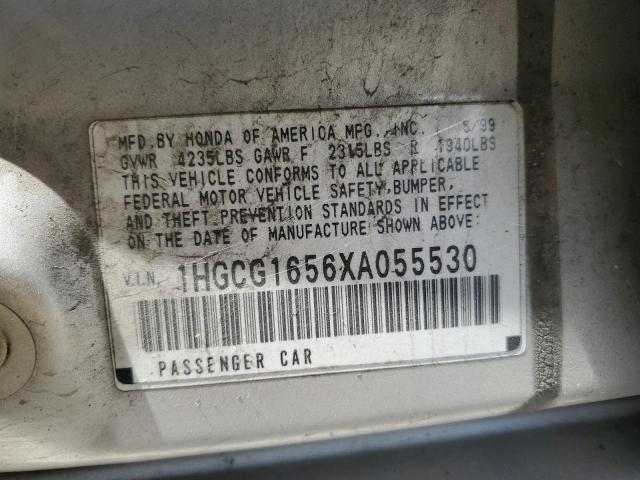 MFD.BY HONDA OF AMERICA MFG.,INC. 5/99
GVWR 4235LBS GAWR F 2315LBS R 1940LBS
THIS VEHICLE CONFORMS TO ALL APPLICABLE
FEDERAL MOTOR VEHICLE SAFETY,BUMPER,
AND THEFT PREVENTION STANDARDS IN EFFECT
ON THE DATE OF MANUFACTURE SHOWN ABOVE:
V.I.N. 1HGCG1656XA055530
PASSENGER CAR